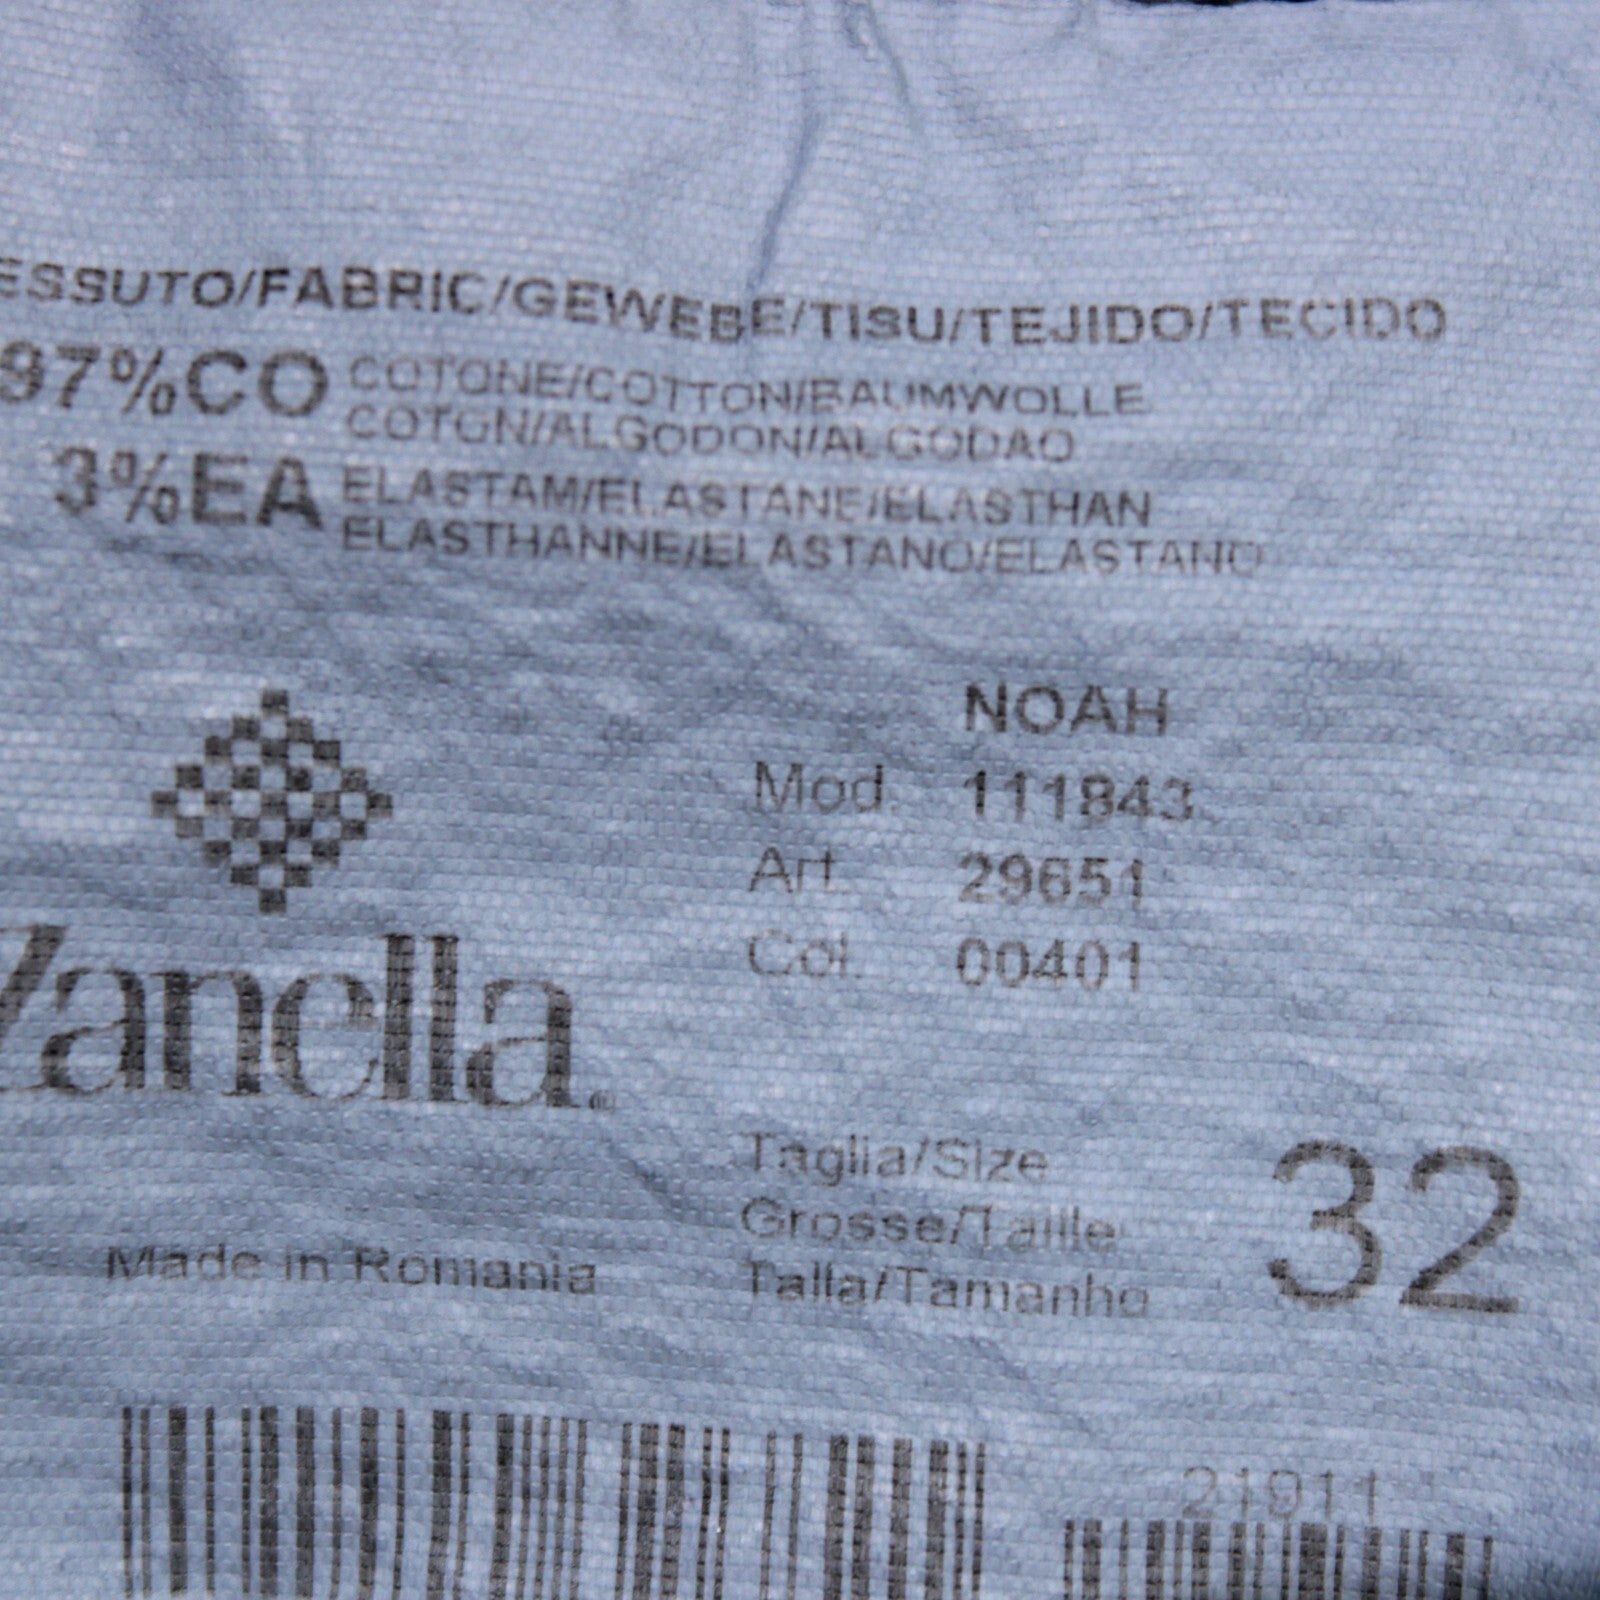 ESSUTO/FABRIC/GEWEBE/TISU/TEJIDO/TECIDO
97%CO COTONE/COTTON/BAUMWOLLE
COTON/ALGODON/ALGODAO
3%EA ELASTAM/ELASTANE/ELASTHAN
ELASTHANNE/ELASTANO/ELASTANO
NOAH
Mod. 111843
Art. 29651
Col. 00401
Zanella
Taglia/Size
Grosse/Taille
Talla/Tamanho
32
Made in Romania
21911